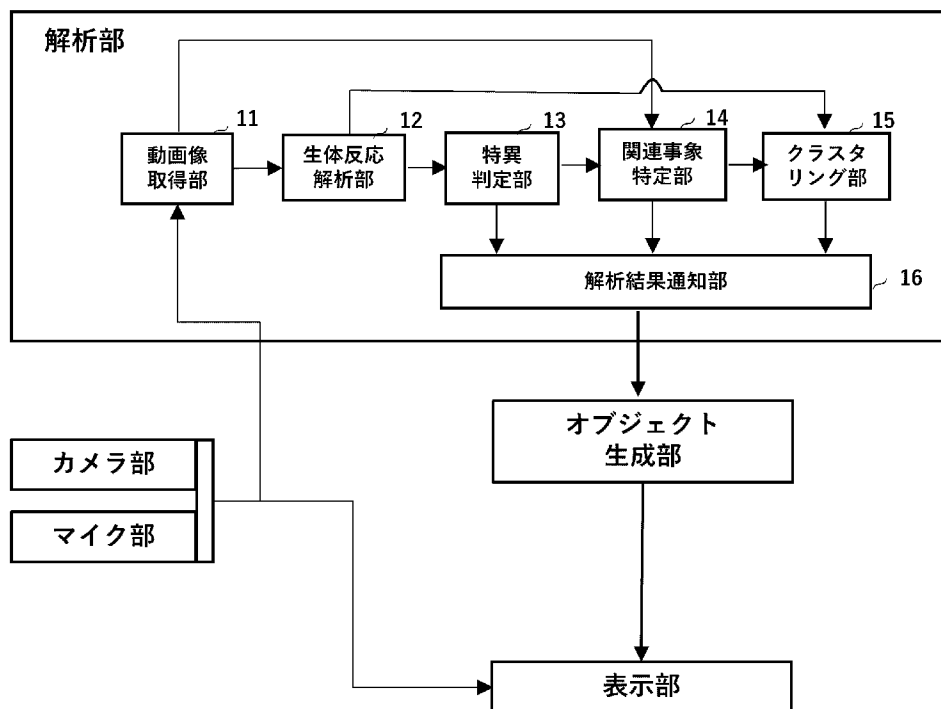 解析部
11
動画像
取得部
12
生体反応
解析部
13
特異
判定部
14
関連事象
特定部
15
クラスタ
リング部
解析結果通知部
16
オブジェクト
生成部
カメラ部
マイク部
表示部